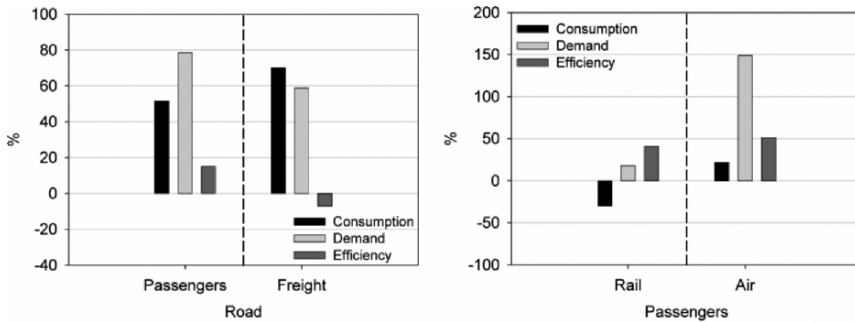 100
80
60
40
20
0
-20
-40
%
Consumption
Demand
Efficiency
Passengers Freight
Road
200
150
100
50
0
-50
-100
%
Consumption
Demand
Efficiency
Rail Air
Passengers